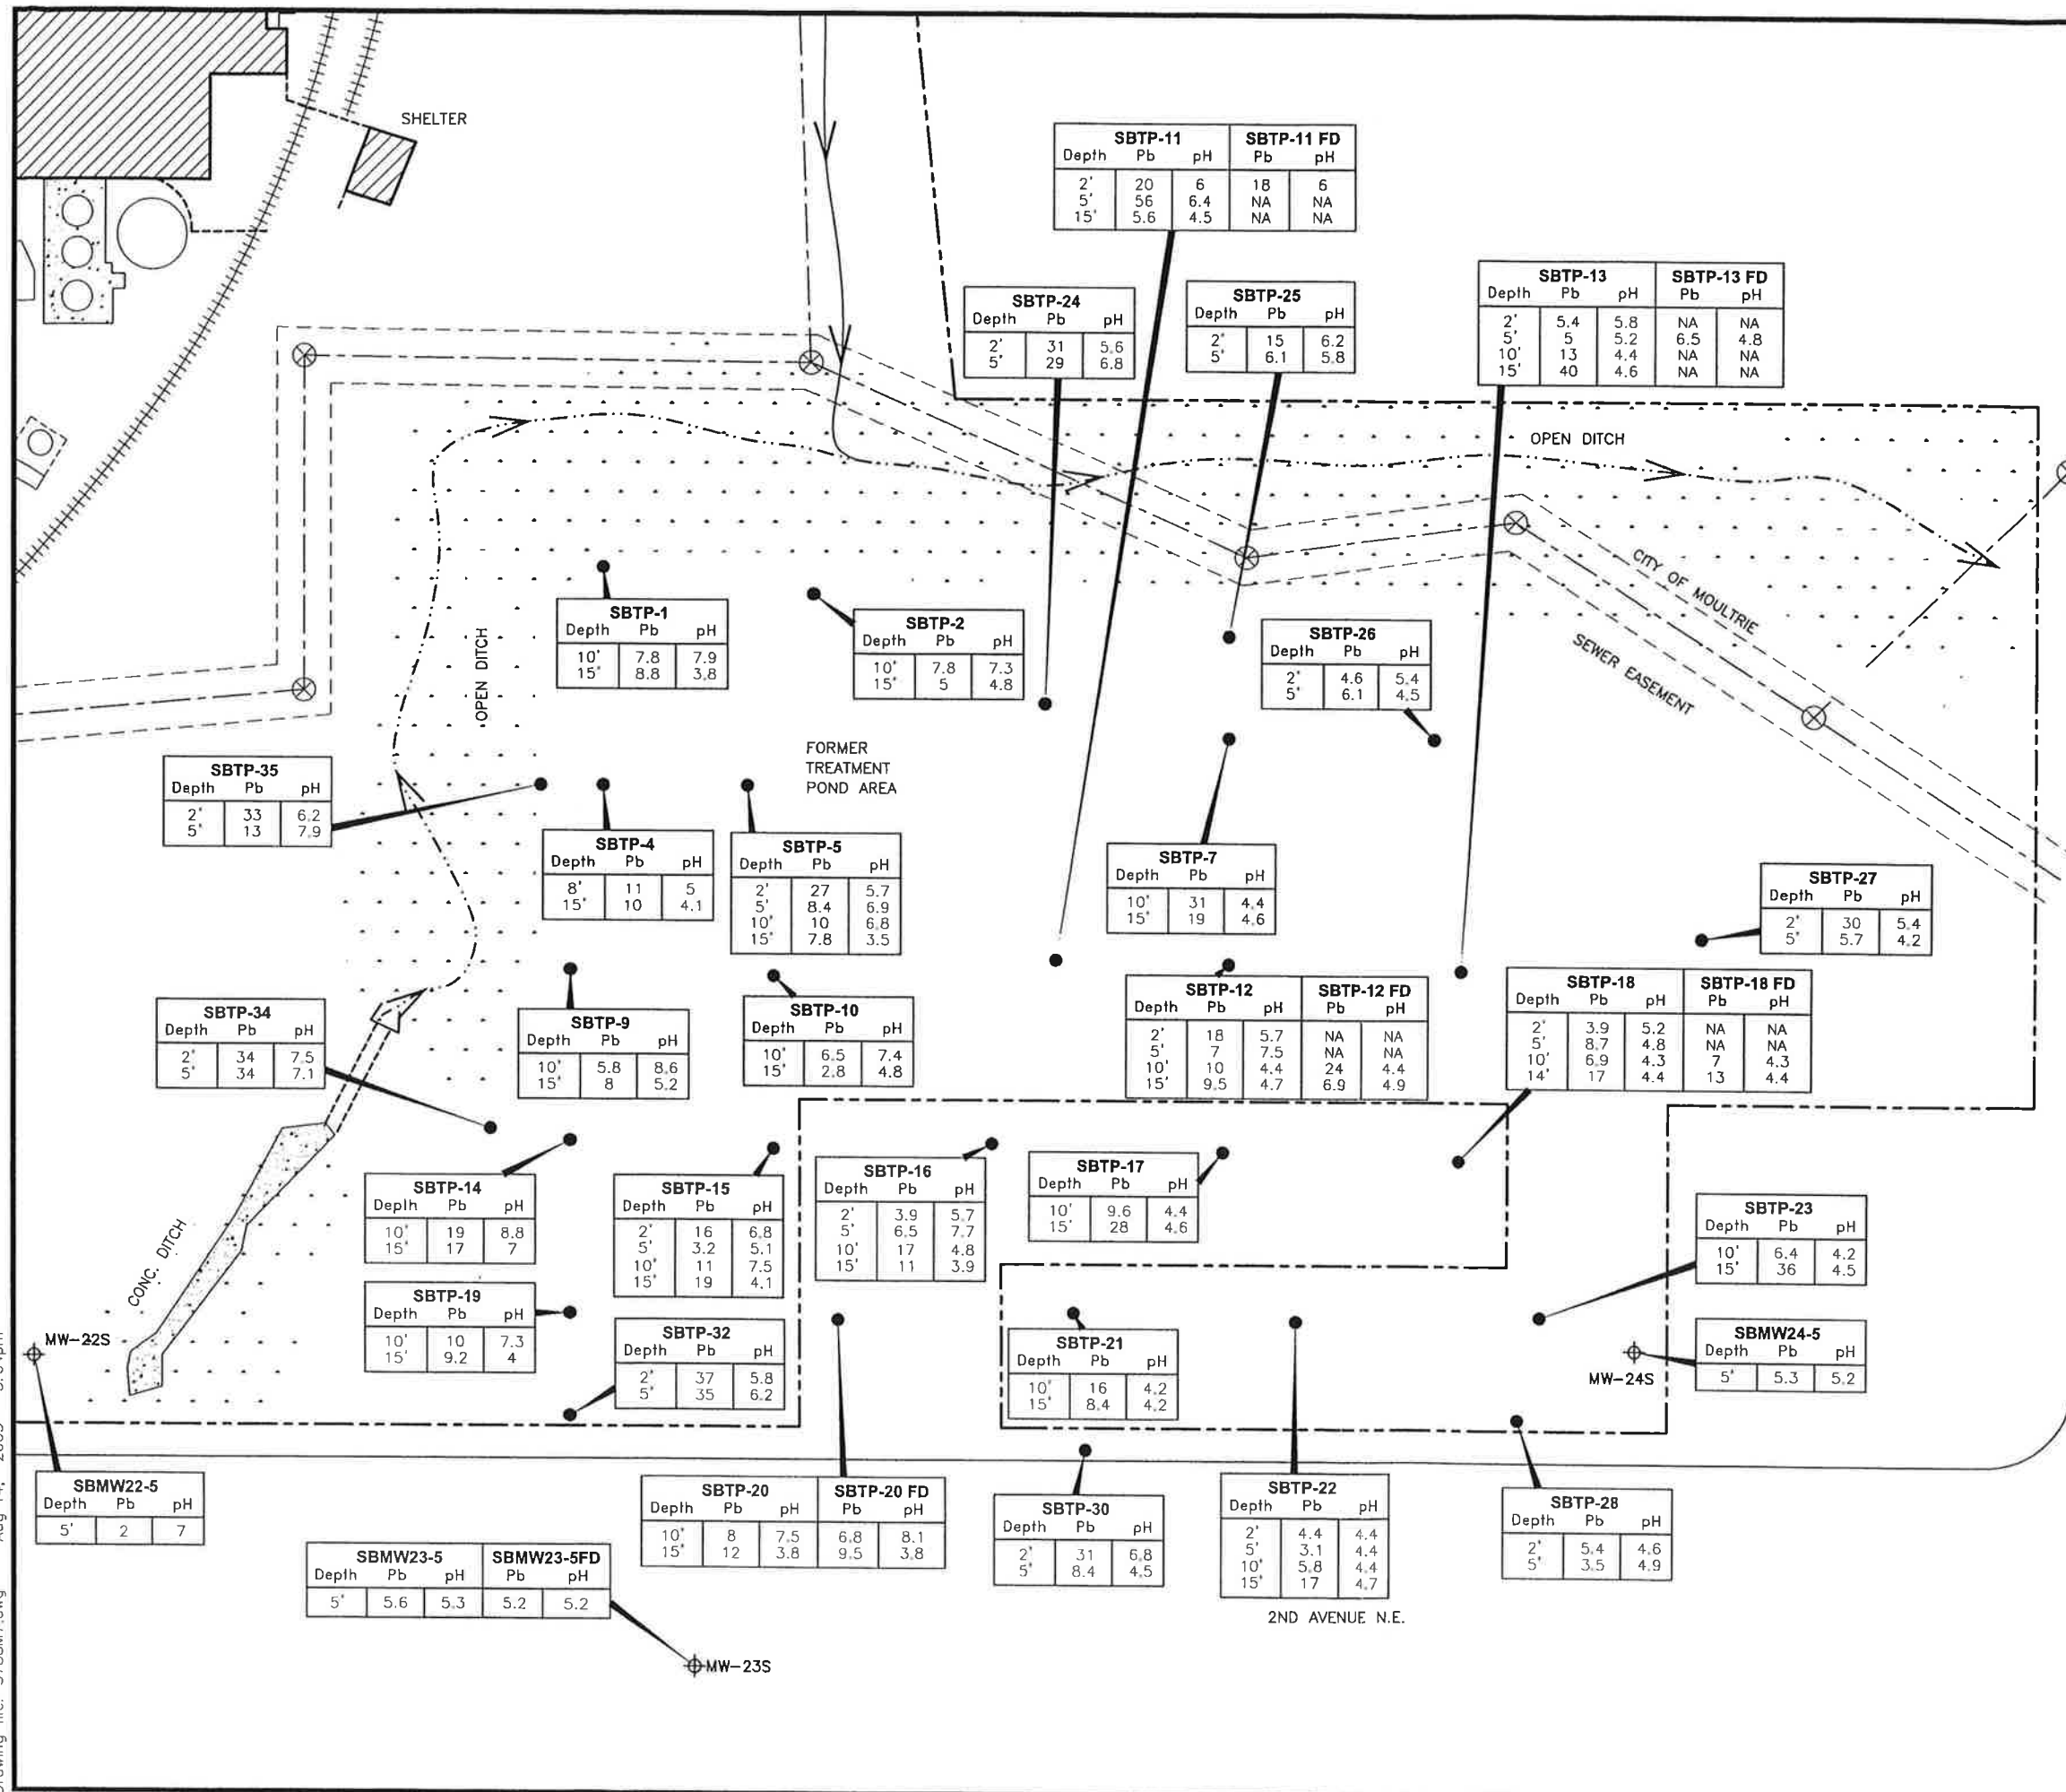 SHELTER
SBTP-11 SBTP-11 FD
Depth Pb pH Pb pH
2' 20 6 18 6
5' 56 6.4 NA NA
15' 5.6 4.5 NA NA
SBTP-24
Depth Pb pH
2' 31 5.6
5' 29 6.8
SBTP-25
Depth Pb pH
2' 15 6.2
5' 6.1 5.8
SBTP-13 SBTP-13 FD
Depth Pb pH Pb pH
2' 5.4 5.8 NA NA
5' 5 5.2 6.5 4.8
10' 13 4.4 NA NA
15' 40 4.6 NA NA
OPEN DITCH
CITY OF MOULTRIE
SEWER EASEMENT
OPEN DITCH
SBTP-1
Depth Pb pH
10' 7.8 7.9
15' 8.8 3.8
SBTP-2
Depth Pb pH
10' 7.8 7.3
15' 5 4.8
SBTP-26
Depth Pb pH
2' 4.6 5.4
5' 6.1 4.5
FORMER
TREATMENT
POND AREA
SBTP-35
Depth Pb pH
2' 33 6.2
5' 13 7.9
SBTP-4
Depth Pb pH
8' 11 5
15' 10 4.1
SBTP-5
Depth Pb pH
2' 27 5.7
5' 8.4 6.9
10' 10 6.8
15' 7.8 3.5
SBTP-7
Depth Pb pH
10' 31 4.4
15' 19 4.6
SBTP-27
Depth Pb pH
2' 30 5.4
5' 5.7 4.2
SBTP-34
Depth Pb pH
2' 34 7.5
5' 34 7.1
SBTP-9
Depth Pb pH
10' 5.8 8.6
15' 8 5.2
SBTP-10
Depth Pb pH
10' 6.5 7.4
15' 2.8 4.8
SBTP-12 SBTP-12 FD
Depth Pb pH Pb pH
2' 18 5.7 NA NA
5' 7 7.5 NA NA
10' 10 4.4 24 4.4
15' 9.5 4.7 6.9 4.9
SBTP-18 SBTP-18 FD
Depth Pb pH Pb pH
2' 3.9 5.2 NA NA
5' 8.7 4.8 NA NA
10' 6.9 4.3 7 4.3
14' 17 4.4 13 4.4
CONC. DITCH
SBTP-14
Depth Pb pH
10' 19 8.8
15' 17 7
SBTP-15
Depth Pb pH
2' 16 6.8
5' 3.2 5.1
10' 11 7.5
15' 19 4.1
SBTP-16
Depth Pb pH
2' 3.9 5.7
5' 6.5 7.7
10' 17 4.8
15' 11 3.9
SBTP-17
Depth Pb pH
10' 9.6 4.4
15' 28 4.6
SBTP-23
Depth Pb pH
10' 6.4 4.2
15' 36 4.5
SBTP-19
Depth Pb pH
10' 10 7.3
15' 9.2 4
SBTP-32
Depth Pb pH
2' 37 5.8
5' 35 6.2
SBTP-21
Depth Pb pH
10' 16 4.2
15' 8.4 4.2
SBMW24-5
Depth Pb pH
5' 5.3 5.2
MW-22S
MW-24S
SBMW22-5
Depth Pb pH
5' 2 7
SBTP-20 SBTP-20 FD
Depth Pb pH Pb pH
10' 8 7.5 6.8 8.1
15' 12 3.8 9.5 3.8
SBTP-30
Depth Pb pH
2' 31 6.8
5' 8.4 4.5
SBTP-22
Depth Pb pH
2' 4.4 4.4
5' 3.1 4.4
10' 5.8 4.4
15' 17 4.7
SBTP-28
Depth Pb pH
2' 5.4 4.6
5' 3.5 4.9
SBMW23-5 SBMW23-5FD
Depth Pb pH Pb pH
5' 5.6 5.3 5.2 5.2
2ND AVENUE N.E.
MW-23S